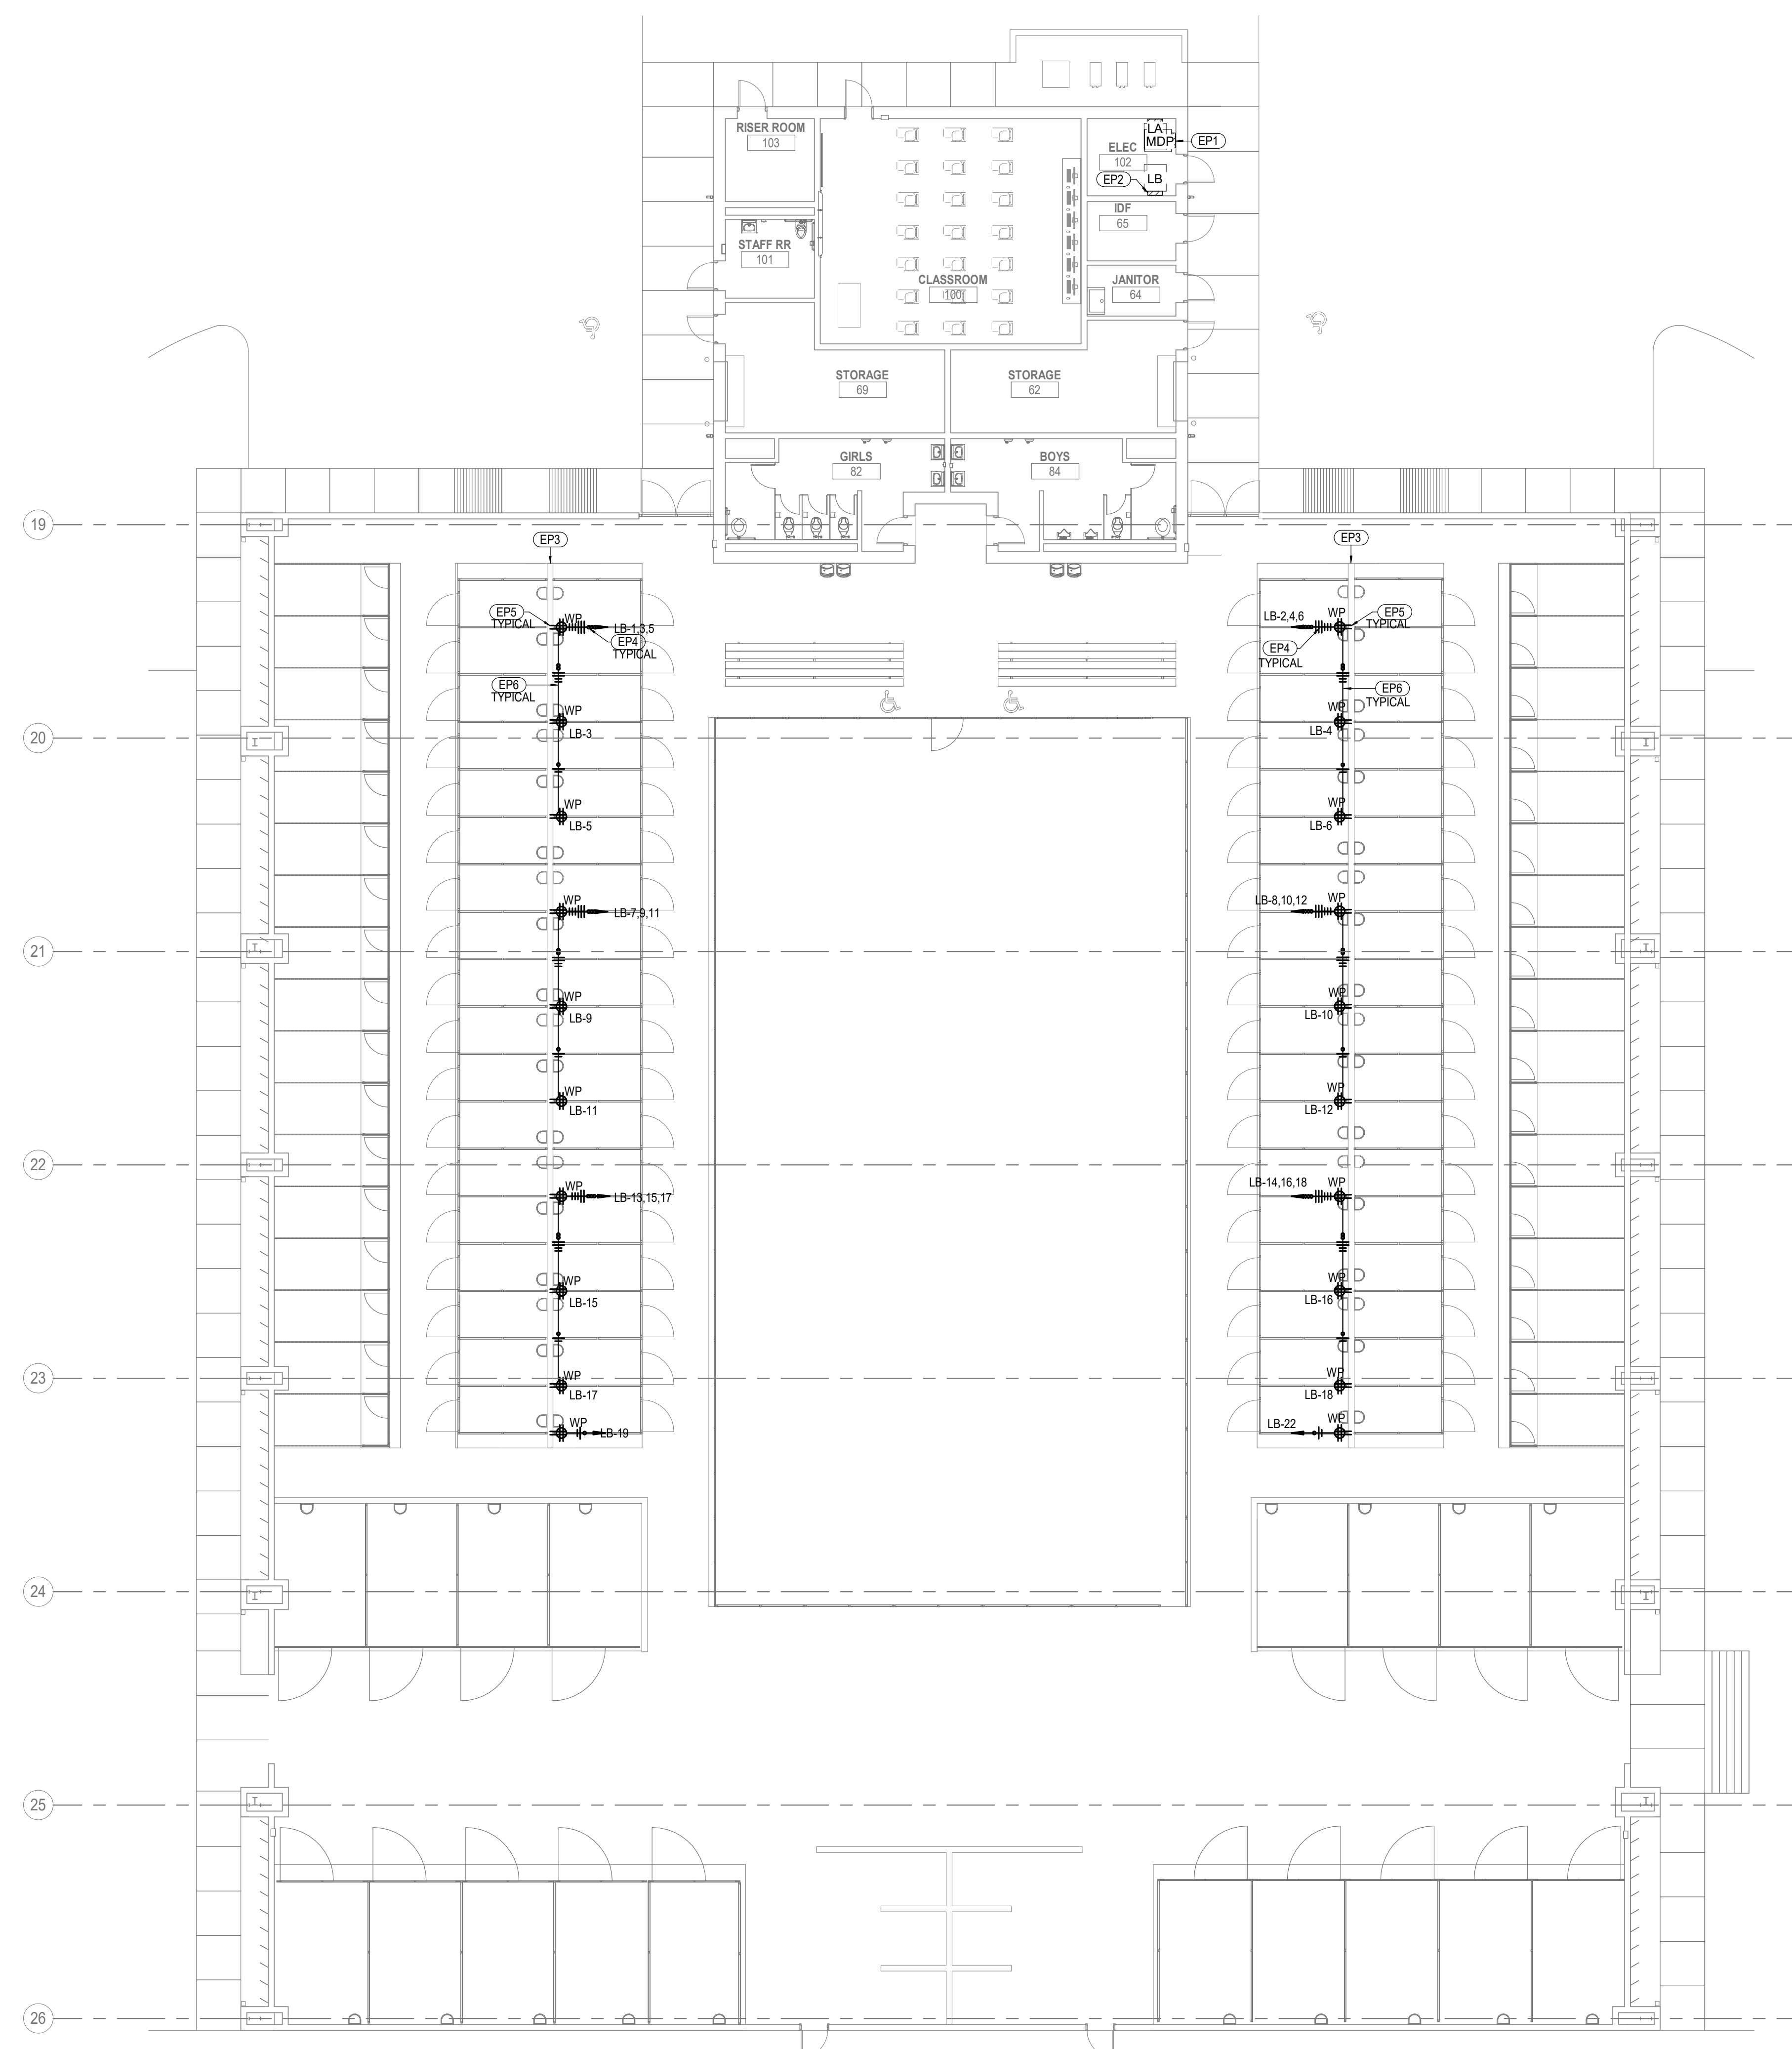 RISER ROOM
103
LA
MDP
EP1
ELEC
102
EP2
LB
IDF
65
STAFF RR
101
CLASSROOM
100
JANITOR
64
STORAGE
69
STORAGE
62
GIRLS
82
BOYS
84
19
EP3
EP3
EP5
TYPICAL
WP
LB-1,3,5
EP4
TYPICAL
LB-2,4,6
WP
EP5
TYPICAL
EP4
TYPICAL
EP6
TYPICAL
EP6
TYPICAL
WP
LB-3
WP
LB-4
20
WP
LB-5
WP
LB-6
WP
LB-7,9,11
LB-8,10,12
WP
21
WP
LB-9
WP
LB-10
WP
LB-11
WP
LB-12
22
WP
LB-13,15,17
LB-14,16,18
WP
WP
LB-15
WP
LB-16
23
WP
LB-17
WP
LB-18
WP
LB-19
LB-22
WP
24
25
26